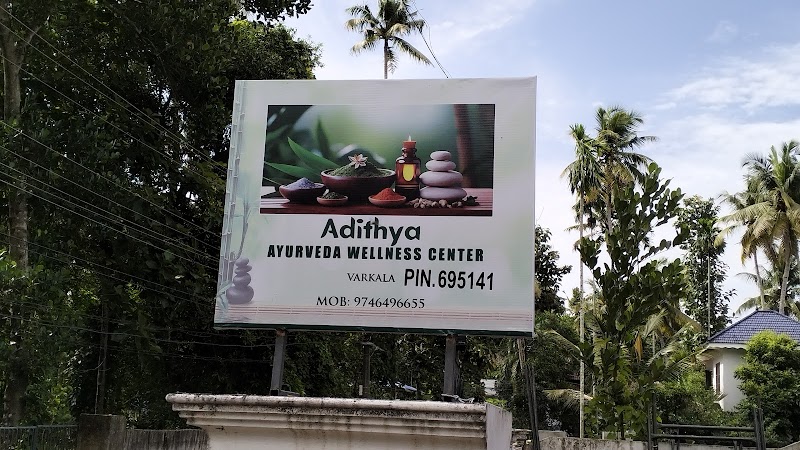 Adithya
AYURVEDA WELLNESS CENTER
VARKALA PIN.695141
MOB: 9746496655